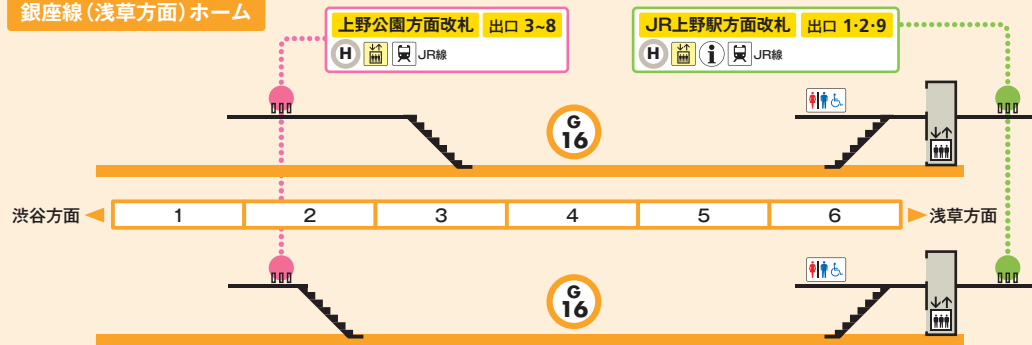 銀座線(浅草方面)ホーム
上野公園方面改札 出口 3~8
H i JR線
JR上野駅方面改札 出口 1·2·9
H i JR線
G
16
渋谷方面 1 2 3 4 5 6 浅草方面
G
16